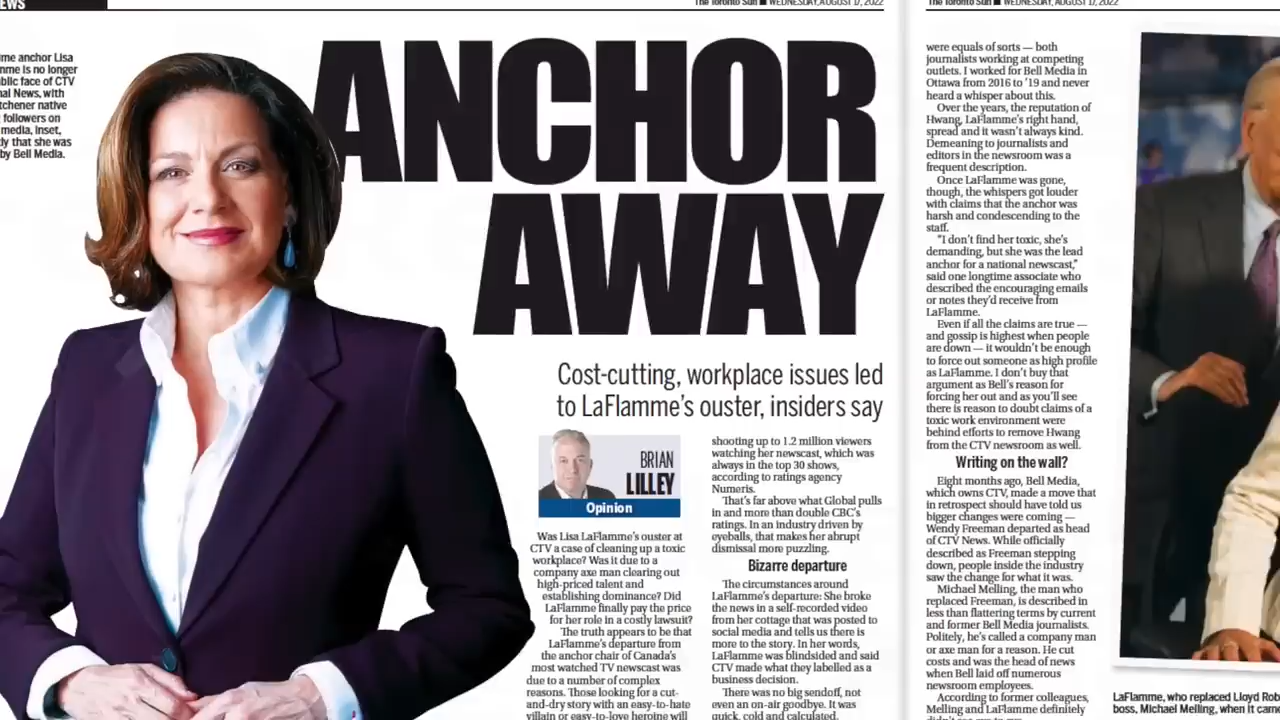 EWS
The Toronto Sun ■ WEDNESDAY, AUGUST 17, 2022
me anchor Lisa
nme is no longer
blic face of CTV
nal News, with
tchener native
followers on
media, inset,
ly that she was
by Bell Media.
ANCHOR
AWAY
Cost-cutting, workplace issues led
to LaFlamme's ouster, insiders say
BRIAN
LILLEY
Opinion
Was Lisa LaFlamme's ouster at
CTV a case of cleaning up a toxic
workplace? Was it due to a
company axe man clearing out
high-priced talent and
establishing dominance? Did
LaFlamme finally pay the price
for her role in a costly lawsuit?
The truth appears to be that
LaFlamme's departure from
the anchor chair of Canada's
most watched TV newscast was
due to a number of complex
reasons. Those looking for a cut-
and-dry story with an easy-to-hate
villain or easy-to-love heroine will
shooting up to 1.2 million viewers
watching her newscast, which was
always in the top 30 shows,
according to ratings agency
Numeris.
That's far above what Global pulls
in and more than double CBC's
ratings. In an industry driven by
eyeballs, that makes her abrupt
dismissal more puzzling.
Bizarre departure
The circumstances around
LaFlamme's departure: She broke
the news in a self-recorded video
from her cottage that was posted to
social media and tells us there is
more to the story. In her words,
LaFlamme was blindsided and said
CTV made what they labelled as a
business decision.
There was no big sendoff, not
even an on-air goodbye. It was
quick, cold and calculated.
The Toronto Sun ■ WEDNESDAY, AUGUST 17, 2022
were equals of sorts — both
journalists working at competing
outlets. I worked for Bell Media in
Ottawa from 2016 to '19 and never
heard a whisper about this.
Over the years, the reputation of
Hwang, LaFlamme's right hand,
spread and it wasn't always kind.
Demeaning to journalists and
editors in the newsroom was a
frequent description.
Once LaFlamme was gone,
though, the whispers got louder
with claims that the anchor was
harsh and condescending to the
staff.
"I don't find her toxic, she's
demanding, but she was the lead
anchor for a national newscast,"
said one longtime associate who
described the encouraging emails
or notes they'd receive from
LaFlamme.
Even if all the claims are true —
and gossip is highest when people
are down — it wouldn't be enough
to force out someone as high profile
as LaFlamme. I don't buy that
argument as Bell's reason for
forcing her out and as you'll see
there is reason to doubt claims of a
toxic work environment were
behind efforts to remove Hwang
from the CTV newsroom as well.
Writing on the wall?
Eight months ago, Bell Media,
which owns CTV, made a move that
in retrospect should have told us
bigger changes were coming —
Wendy Freeman departed as head
of CTV News. While officially
described as Freeman stepping
down, people inside the industry
saw the change for what it was.
Michael Melling, the man who
replaced Freeman, is described in
less than flattering terms by current
and former Bell Media journalists.
Politely, he's called a company man
or axe man for a reason. He cut
costs and was the head of news
when Bell laid off numerous
newsroom employees.
According to former colleagues,
Melling and LaFlamme definitely
LaFlamme, who replaced Lloyd Rob
boss, Michael Melling, when it came